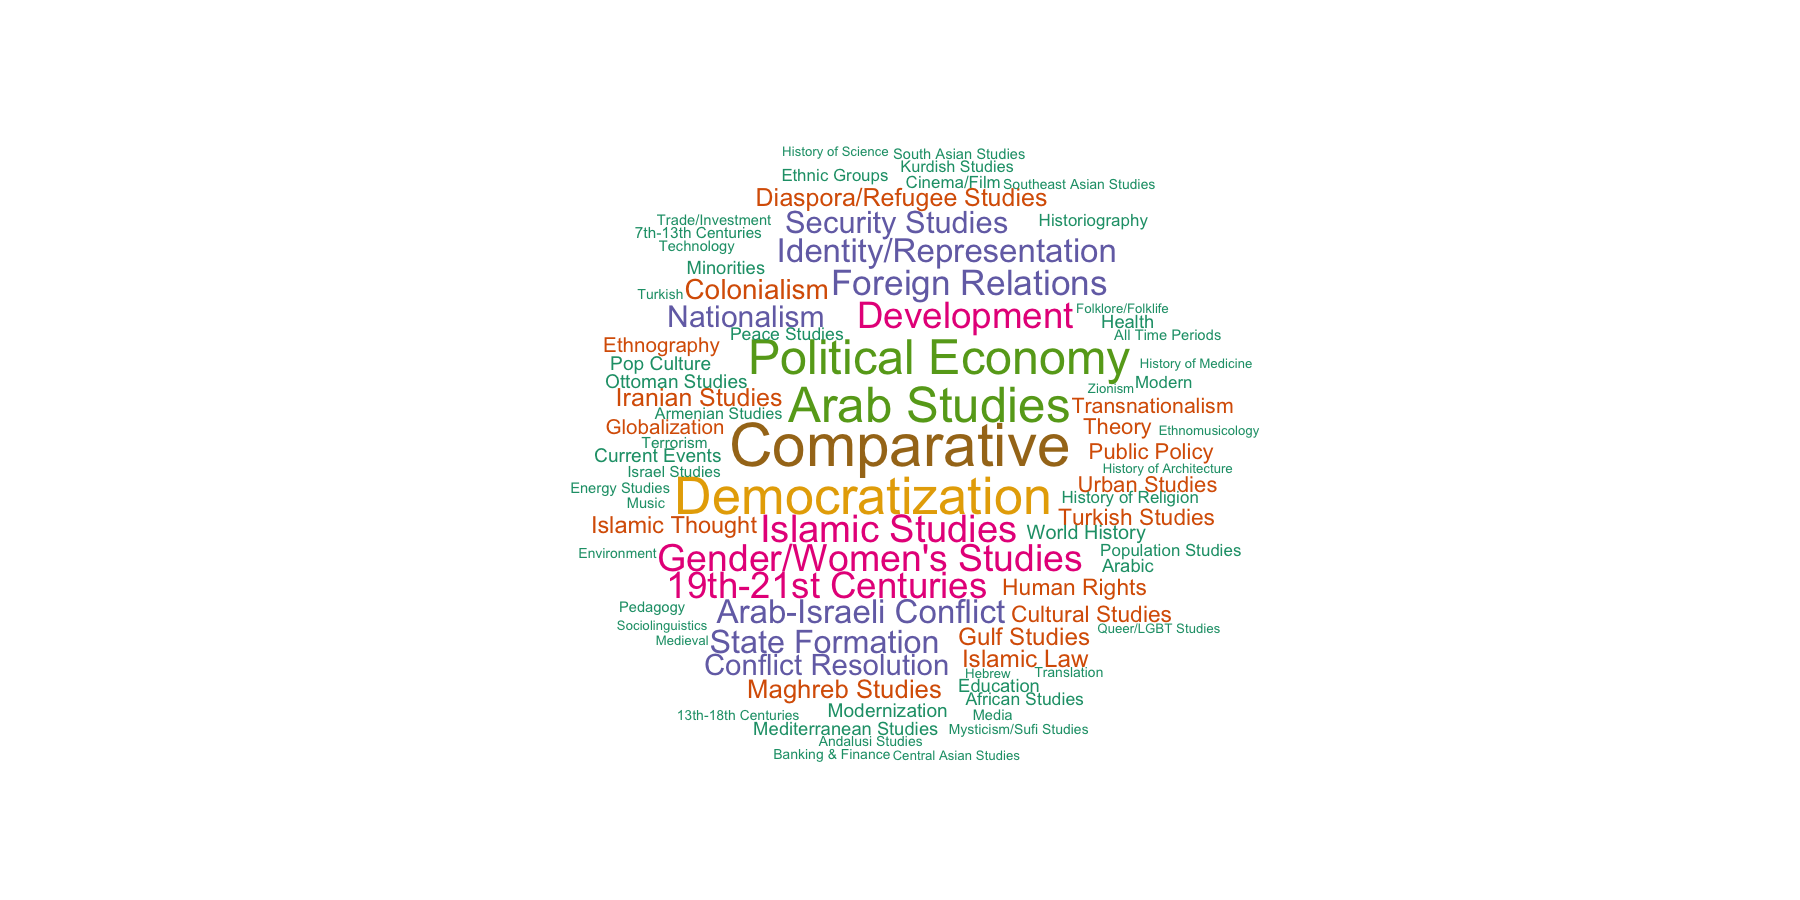 History of Science
South Asian Studies
Kurdish Studies
Ethnic Groups
Cinema/Film
Southeast Asian Studies
Diaspora/Refugee Studies
Trade/Investment
Security Studies
Historiography
7th-13th Centuries
Technology
Identity/Representation
Minorities
Foreign Relations
Turkish
Colonialism
Nationalism
Development
Folklore/Folklife
Health
Peace Studies
All Time Periods
Ethnography
Political Economy
Pop Culture
History of Medicine
Ottoman Studies
Zionism
Modern
Iranian Studies
Arab Studies
Transnationalism
Armenian Studies
Globalization
Theory
Ethnomusicology
Terrorism
Comparative
Current Events
Public Policy
Israel Studies
History of Architecture
Energy Studies
Urban Studies
Music
Democratization
History of Religion
Islamic Thought
Islamic Studies
Turkish Studies
World History
Environment
Gender/Women's Studies
Population Studies
Arabic
19th-21st Centuries
Human Rights
Pedagogy
Arab-Israeli Conflict
Cultural Studies
Sociolinguistics
Queer/LGBT Studies
Medieval
State Formation
Gulf Studies
Conflict Resolution
Islamic Law
Hebrew
Translation
Maghreb Studies
Education
African Studies
13th-18th Centuries
Modernization
Media
Mediterranean Studies
Mysticism/Sufi Studies
Andalusi Studies
Banking & Finance
Central Asian Studies